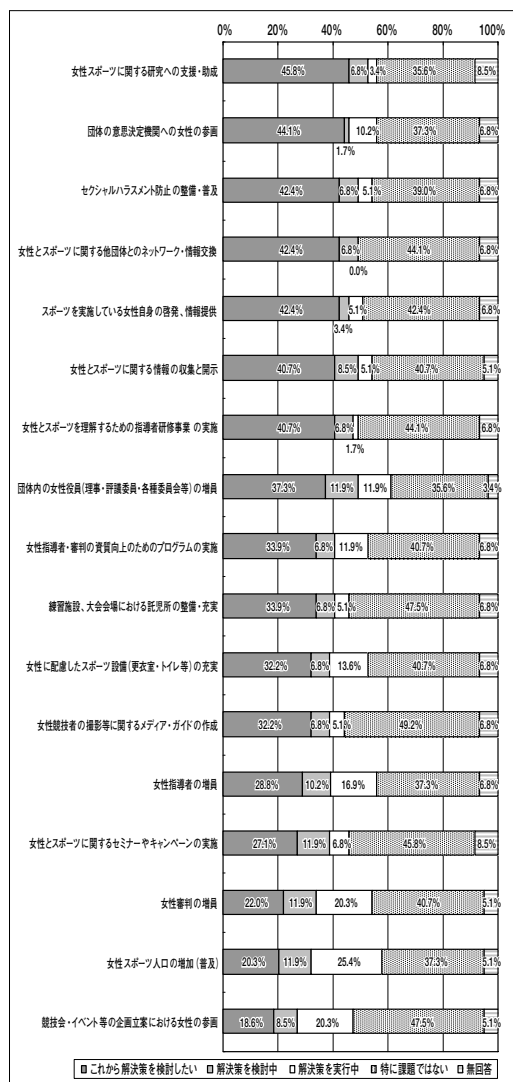 0% 20% 40% 60% 80% 100%
女性スポーツに関する研究への支援・助成 45.8% 6.8% 3.4% 35.6% 8.5%
団体の意思決定機関への女性の参画 44.1% 10.2% 37.3% 6.8%
1.7%
セクシャルハラスメント防止の整備・普及 42.4% 6.8% 5.1% 39.0% 6.8%
女性とスポーツに関する他団体とのネットワーク・情報交換 42.4% 6.8% 44.1% 6.8%
0.0%
スポーツを実施している女性自身の啓発、情報提供 42.4% 5.1% 42.4% 6.8%
3.4%
女性とスポーツに関する情報の収集と開示 40.7% 8.5% 5.1% 40.7% 5.1%
女性とスポーツを理解するための指導者研修事業 の実施 40.7% 6.8% 44.1% 6.8%
1.7%
団体内の女性役員(理事・評議委員・各種委員会等)の増員 37.3% 11.9% 11.9% 35.6% 3.4%
女性指導者・審判の資質向上のためのプログラムの実施 33.9% 6.8% 11.9% 40.7% 6.8%
練習施設、大会会場における託児所の整備・充実 33.9% 6.8% 5.1% 47.5% 6.8%
女性に配慮したスポーツ設備(更衣室・トイレ等)の充実 32.2% 6.8% 13.6% 40.7% 6.8%
女性競技者の撮影等に関するメディア・ガイドの作成 32.2% 6.8% 5.1% 49.2% 6.8%
女性指導者の増員 28.8% 10.2% 16.9% 37.3% 6.8%
女性とスポーツに関するセミナーやキャンペーンの実施 27.1% 11.9% 6.8% 45.8% 8.5%
女性審判の増員 22.0% 11.9% 20.3% 40.7% 5.1%
女性スポーツ人口の増加(普及) 20.3% 11.9% 25.4% 37.3% 5.1%
競技会・イベント等の企画立案における女性の参画 18.6% 8.5% 20.3% 47.5% 5.1%
これから解決策を検討したい 解決策を検討中 解決策を実行中 特に課題ではない 無回答